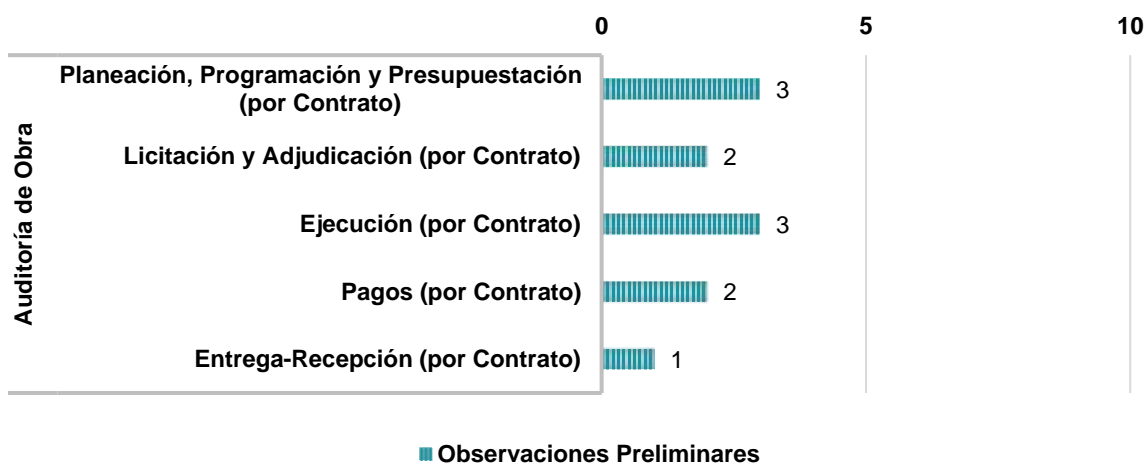 0 5 10
Auditoría de Obra
Planeación, Programación y Presupuestación
(por Contrato)
3
Licitación y Adjudicación (por Contrato)
2
Ejecución (por Contrato)
3
Pagos (por Contrato)
2
Entrega-Recepción (por Contrato)
1
Observaciones Preliminares